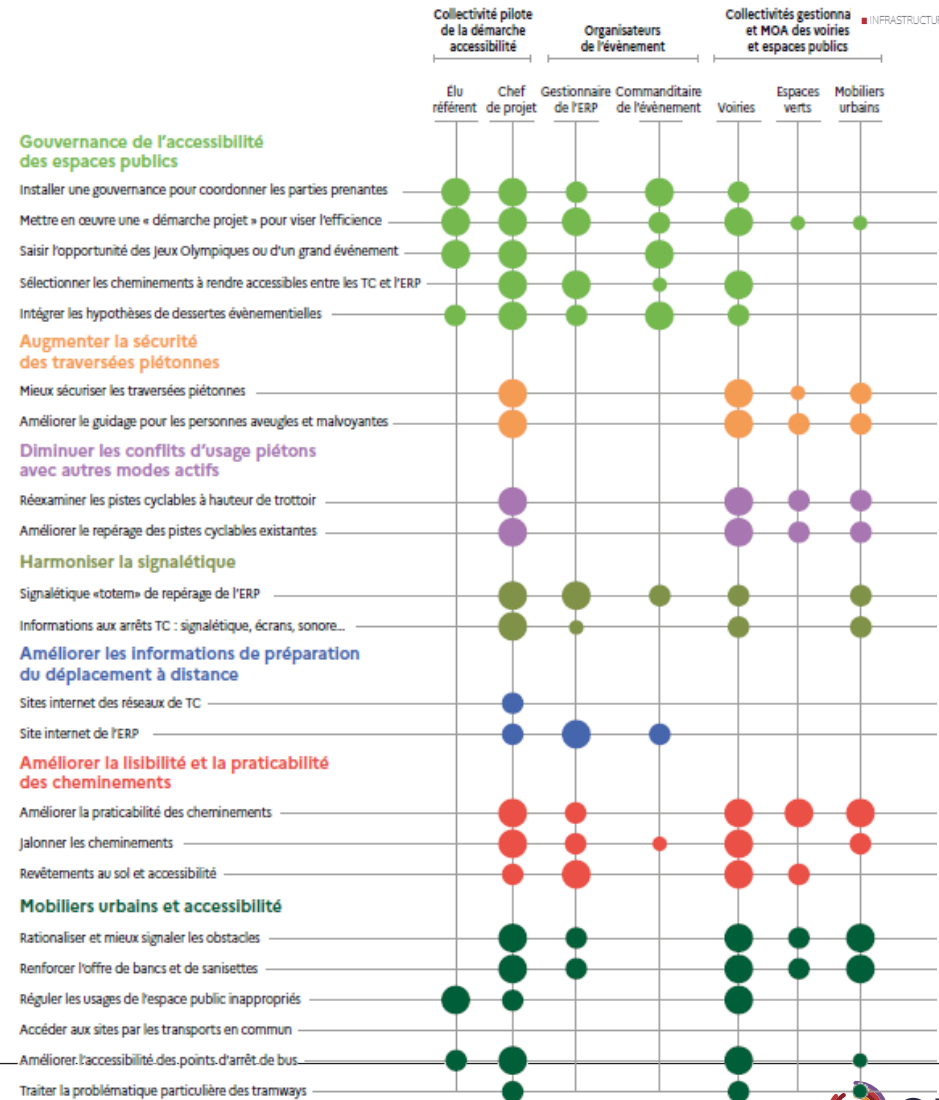 Collectivité pilote
de la démarche
accessibilité
Organisateurs
de l'évènement
Collectivités gestionna
et MOA des voiries
et espaces publics
INFRASTRUCTUR
Élu
référent
Chef
de projet
Gestionnaire
de l'ERP
Commanditaire
de l'évènement
Voiries
Espaces
verts
Mobiliers
urbains
Gouvernance de l'accessibilité
des espaces publics
Installer une gouvernance pour coordonner les parties prenantes
Mettre en œuvre une « démarche projet » pour viser l'efficience
Saisir l'opportunité des Jeux Olympiques ou d'un grand événement
Sélectionner les cheminements à rendre accessibles entre les TC et l'ERP
Intégrer les hypothèses de dessertes évènementielles
Augmenter la sécurité
des traversées piétonnes
Mieux sécuriser les traversées piétonnes
Améliorer le guidage pour les personnes aveugles et malvoyantes
Diminuer les conflits d'usage piétons
avec autres modes actifs
Réexaminer les pistes cyclables à hauteur de trottoir
Améliorer le repérage des pistes cyclables existantes
Harmoniser la signalétique
Signalétique «totem» de repérage de l'ERP
Informations aux arrêts TC : signalétique, écrans, sonore...
Améliorer les informations de préparation
du déplacement à distance
Sites internet des réseaux de TC
Site internet de l'ERP
Améliorer la lisibilité et la praticabilité
des cheminements
Améliorer la praticabilité des cheminements
Jalonner les cheminements
Revêtements au sol et accessibilité
Mobiliers urbains et accessibilité
Rationaliser et mieux signaler les obstacles
Renforcer l'offre de bancs et de sanisettes
Réguler les usages de l'espace public inappropriés
Accéder aux sites par les transports en commun
Améliorer l'accessibilité des points d'arrêt de bus
Traiter la problématique particulière des tramways